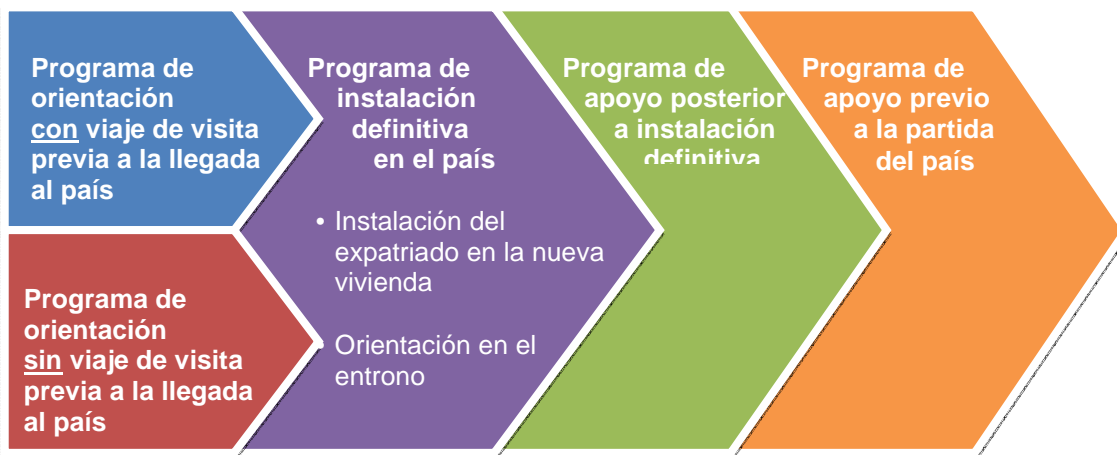 Programa de
orientación
con viaje de visita
previa a la llegada
al país
Programa de
orientación
sin viaje de visita
previa a la llegada
al país
Programa de
instalación
definitiva
en el país
• Instalación del
expatriado en la nueva
vivienda
• Orientación en el
entrono
Programa de
apoyo posterior
a instalación
definitiva
Programa de
apoyo previo
a la partida
del país